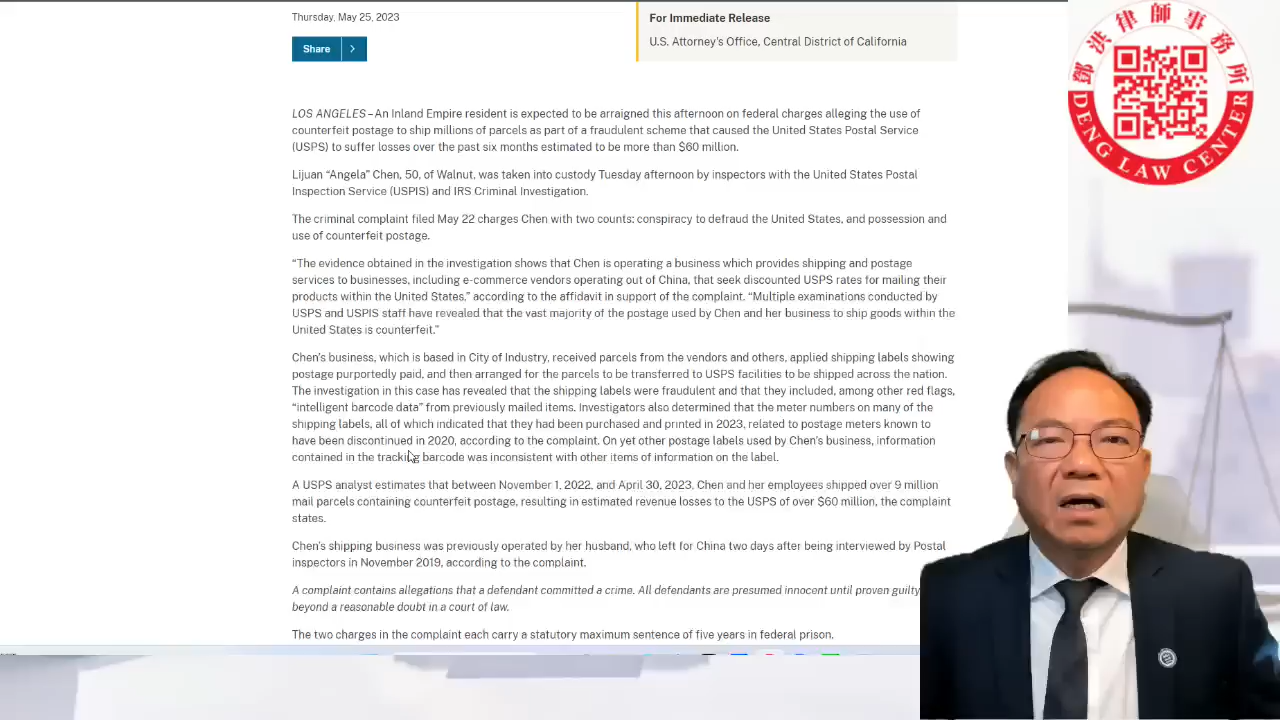 Thursday, May 25, 2023
For Immediate Release
U.S. Attorney's Office, Central District of California
Share
LOS ANGELES – An Inland Empire resident is expected to be arraigned this afternoon on federal charges alleging the use of
counterfeit postage to ship millions of parcels as part of a fraudulent scheme that caused the United States Postal Service
(USPS) to suffer losses over the past six months estimated to be more than $60 million.
Lijuan “Angela” Chen, 50, of Walnut, was taken into custody Tuesday afternoon by inspectors with the United States Postal
Inspection Service (USPIS) and IRS Criminal Investigation.
The criminal complaint filed May 22 charges Chen with two counts: conspiracy to defraud the United States, and possession and
use of counterfeit postage.
“The evidence obtained in the investigation shows that Chen is operating a business which provides shipping and postage
services to businesses, including e-commerce vendors operating out of China, that seek discounted USPS rates for mailing their
products within the United States,” according to the affidavit in support of the complaint. “Multiple examinations conducted by
USPS and USPIS staff have revealed that the vast majority of the postage used by Chen and her business to ship goods within the
United States is counterfeit.”
Chen's business, which is based in City of Industry, received parcels from the vendors and others, applied shipping labels showing
postage purportedly paid, and then arranged for the parcels to be transferred to USPS facilities to be shipped across the nation.
The investigation in this case has revealed that the shipping labels were fraudulent and that they included, among other red flags,
“intelligent barcode data” from previously mailed items. Investigators also determined that the meter numbers on many of the
shipping labels, all of which indicated that they had been purchased and printed in 2023, related to postage meters known to
have been discontinued in 2020, according to the complaint. On yet other postage labels used by Chen's business, information
contained in the tracking barcode was inconsistent with other items of information on the label.
A USPS analyst estimates that between November 1, 2022, and April 30, 2023, Chen and her employees shipped over 9 million
mail parcels containing counterfeit postage, resulting in estimated revenue losses to the USPS of over $60 million, the complaint
states.
Chen's shipping business was previously operated by her husband, who left for China two days after being interviewed by Postal
inspectors in November 2019, according to the complaint.
A complaint contains allegations that a defendant committed a crime. All defendants are presumed innocent until proven guilty
beyond a reasonable doubt in a court of law.
The two charges in the complaint each carry a statutory maximum sentence of five years in federal prison.
鄧洪律師事務所
DENG LAW CENTER